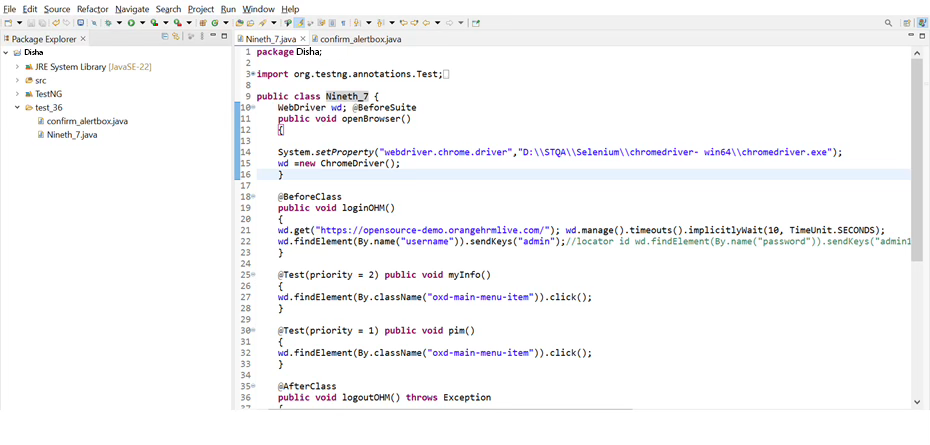 File Edit Source Refactor Navigate Search Project Run Window Help
Package Explorer
Disha
JRE System Library [JavaSE-22]
src
TestNG
test_36
confirm_alertbox.java
Nineth_7.java
Nineth_7.java confirm_alertbox.java
1 package Disha;
2
3 import org.testng.annotations.Test;
8
9 public class Nineth_7 {
10 WebDriver wd; @BeforeSuite
11 public void openBrowser()
12 {
13
14 System.setProperty("webdriver.chrome.driver","D:\\STQA\\Selenium\\chromedriver- win64\\chromedriver.exe");
15 wd =new ChromeDriver();
16 }
17
18 @BeforeClass
19 public void loginOHM()
20 {
21 wd.get("https://opensource-demo.orangehrmlive.com/"); wd.manage().timeouts().implicitlyWait(10, TimeUnit.SECONDS);
22 wd.findElement(By.name("username")).sendKeys("admin");//locator id wd.findElement(By.name("password")).sendKeys("admin1
23 }
24
25 @Test(priority = 2) public void myInfo()
26 {
27 wd.findElement(By.className("oxd-main-menu-item")).click();
28 }
29
30 @Test(priority = 1) public void pim()
31 {
32 wd.findElement(By.className("oxd-main-menu-item")).click();
33 }
34
35 @AfterClass
36 public void logoutOHM() throws Exception
37 {